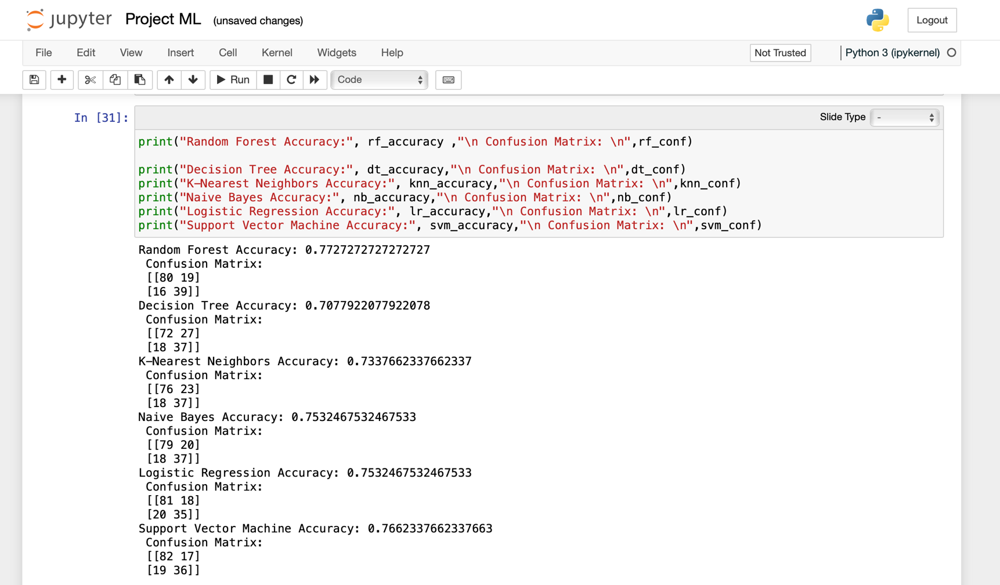 jupyter Project ML (unsaved changes)
Logout
File Edit View Insert Cell Kernel Widgets Help
Not Trusted
Python 3 (ipykernel)
Run
Code
In [31]:
Slide Type -
print("Random Forest Accuracy:", rf_accuracy ,"\n Confusion Matrix: \n",rf_conf)
print("Decision Tree Accuracy:", dt_accuracy,"\n Confusion Matrix: \n",dt_conf)
print("K-Nearest Neighbors Accuracy:", knn_accuracy,"\n Confusion Matrix: \n",knn_conf)
print("Naive Bayes Accuracy:", nb_accuracy,"\n Confusion Matrix: \n",nb_conf)
print("Logistic Regression Accuracy:", lr_accuracy,"\n Confusion Matrix: \n",lr_conf)
print("Support Vector Machine Accuracy:", svm_accuracy,"\n Confusion Matrix: \n",svm_conf)
Random Forest Accuracy: 0.7727272727272727
Confusion Matrix:
[[80 19]
[16 39]]
Decision Tree Accuracy: 0.7077922077922078
Confusion Matrix:
[[72 27]
[18 37]]
K-Nearest Neighbors Accuracy: 0.7337662337662337
Confusion Matrix:
[[76 23]
[18 37]]
Naive Bayes Accuracy: 0.7532467532467533
Confusion Matrix:
[[79 20]
[18 37]]
Logistic Regression Accuracy: 0.7532467532467533
Confusion Matrix:
[[81 18]
[20 35]]
Support Vector Machine Accuracy: 0.7662337662337663
Confusion Matrix:
[[82 17]
[19 36]]